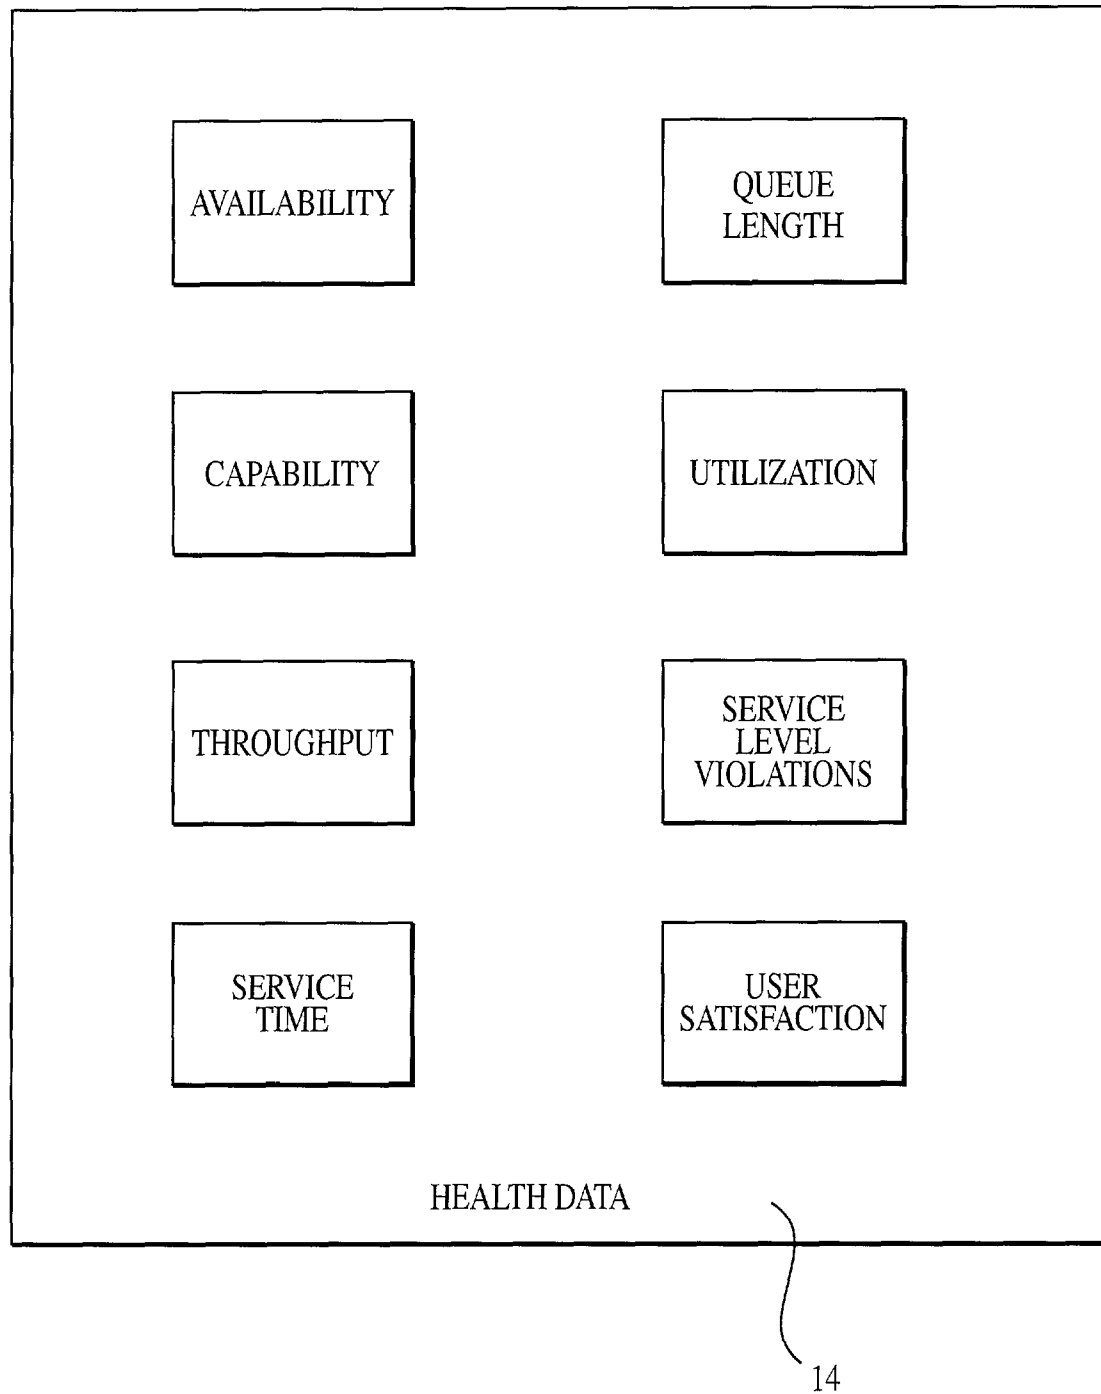 AVAILABILITY
QUEUE
LENGTH
CAPABILITY
UTILIZATION
THROUGHPUT
SERVICE
LEVEL
VIOLATIONS
SERVICE
TIME
USER
SATISFACTION
HEALTH DATA
14